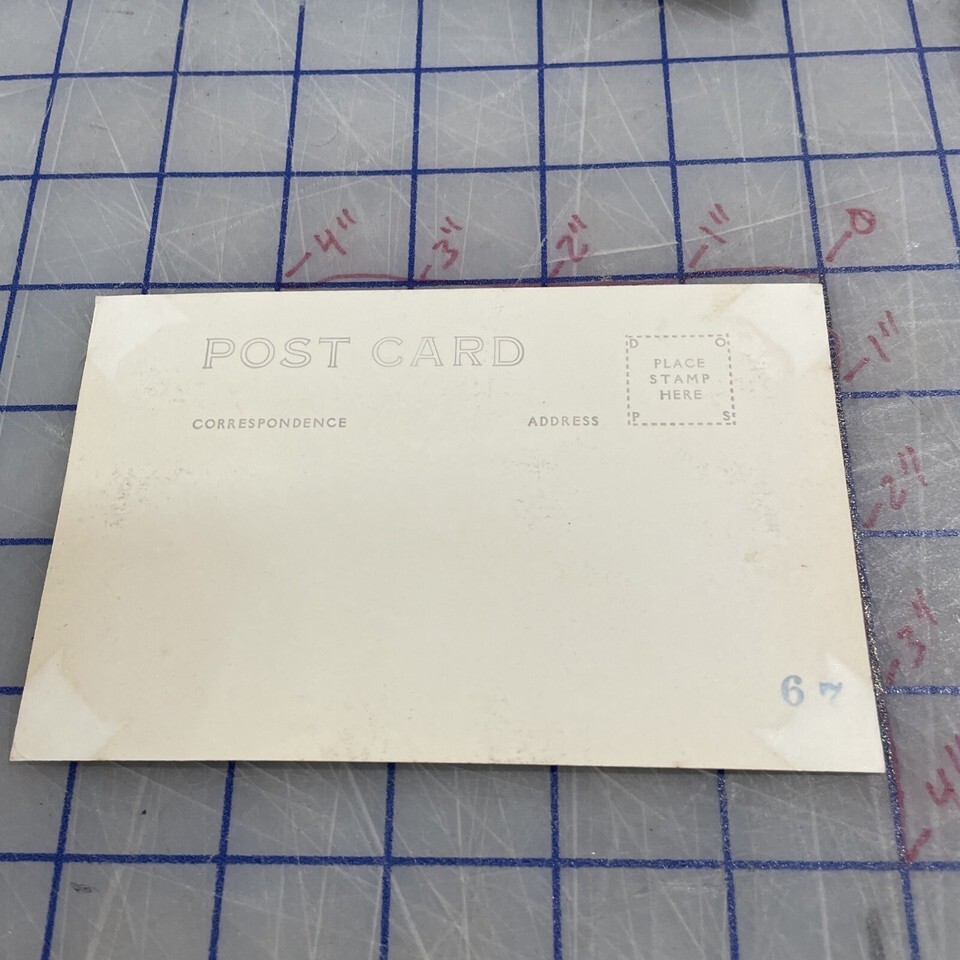 4" 3" 2" 1" 0
1"
2"
3"
4"
POST CARD
CORRESPONDENCE
ADDRESS
D O
PLACE
STAMP
HERE
P S
67